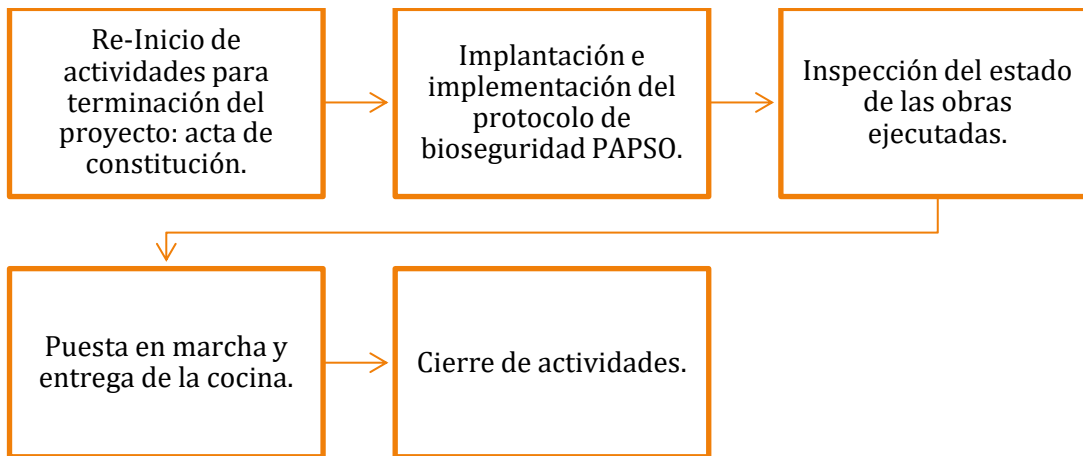 Re-Inicio de
actividades para
terminación del
proyecto: acta de
constitución.
Implantación e
implementación del
protocolo de
bioseguridad PAPSO.
Inspección del estado
de las obras
ejecutadas.
Puesta en marcha y
entrega de la cocina.
Cierre de actividades.